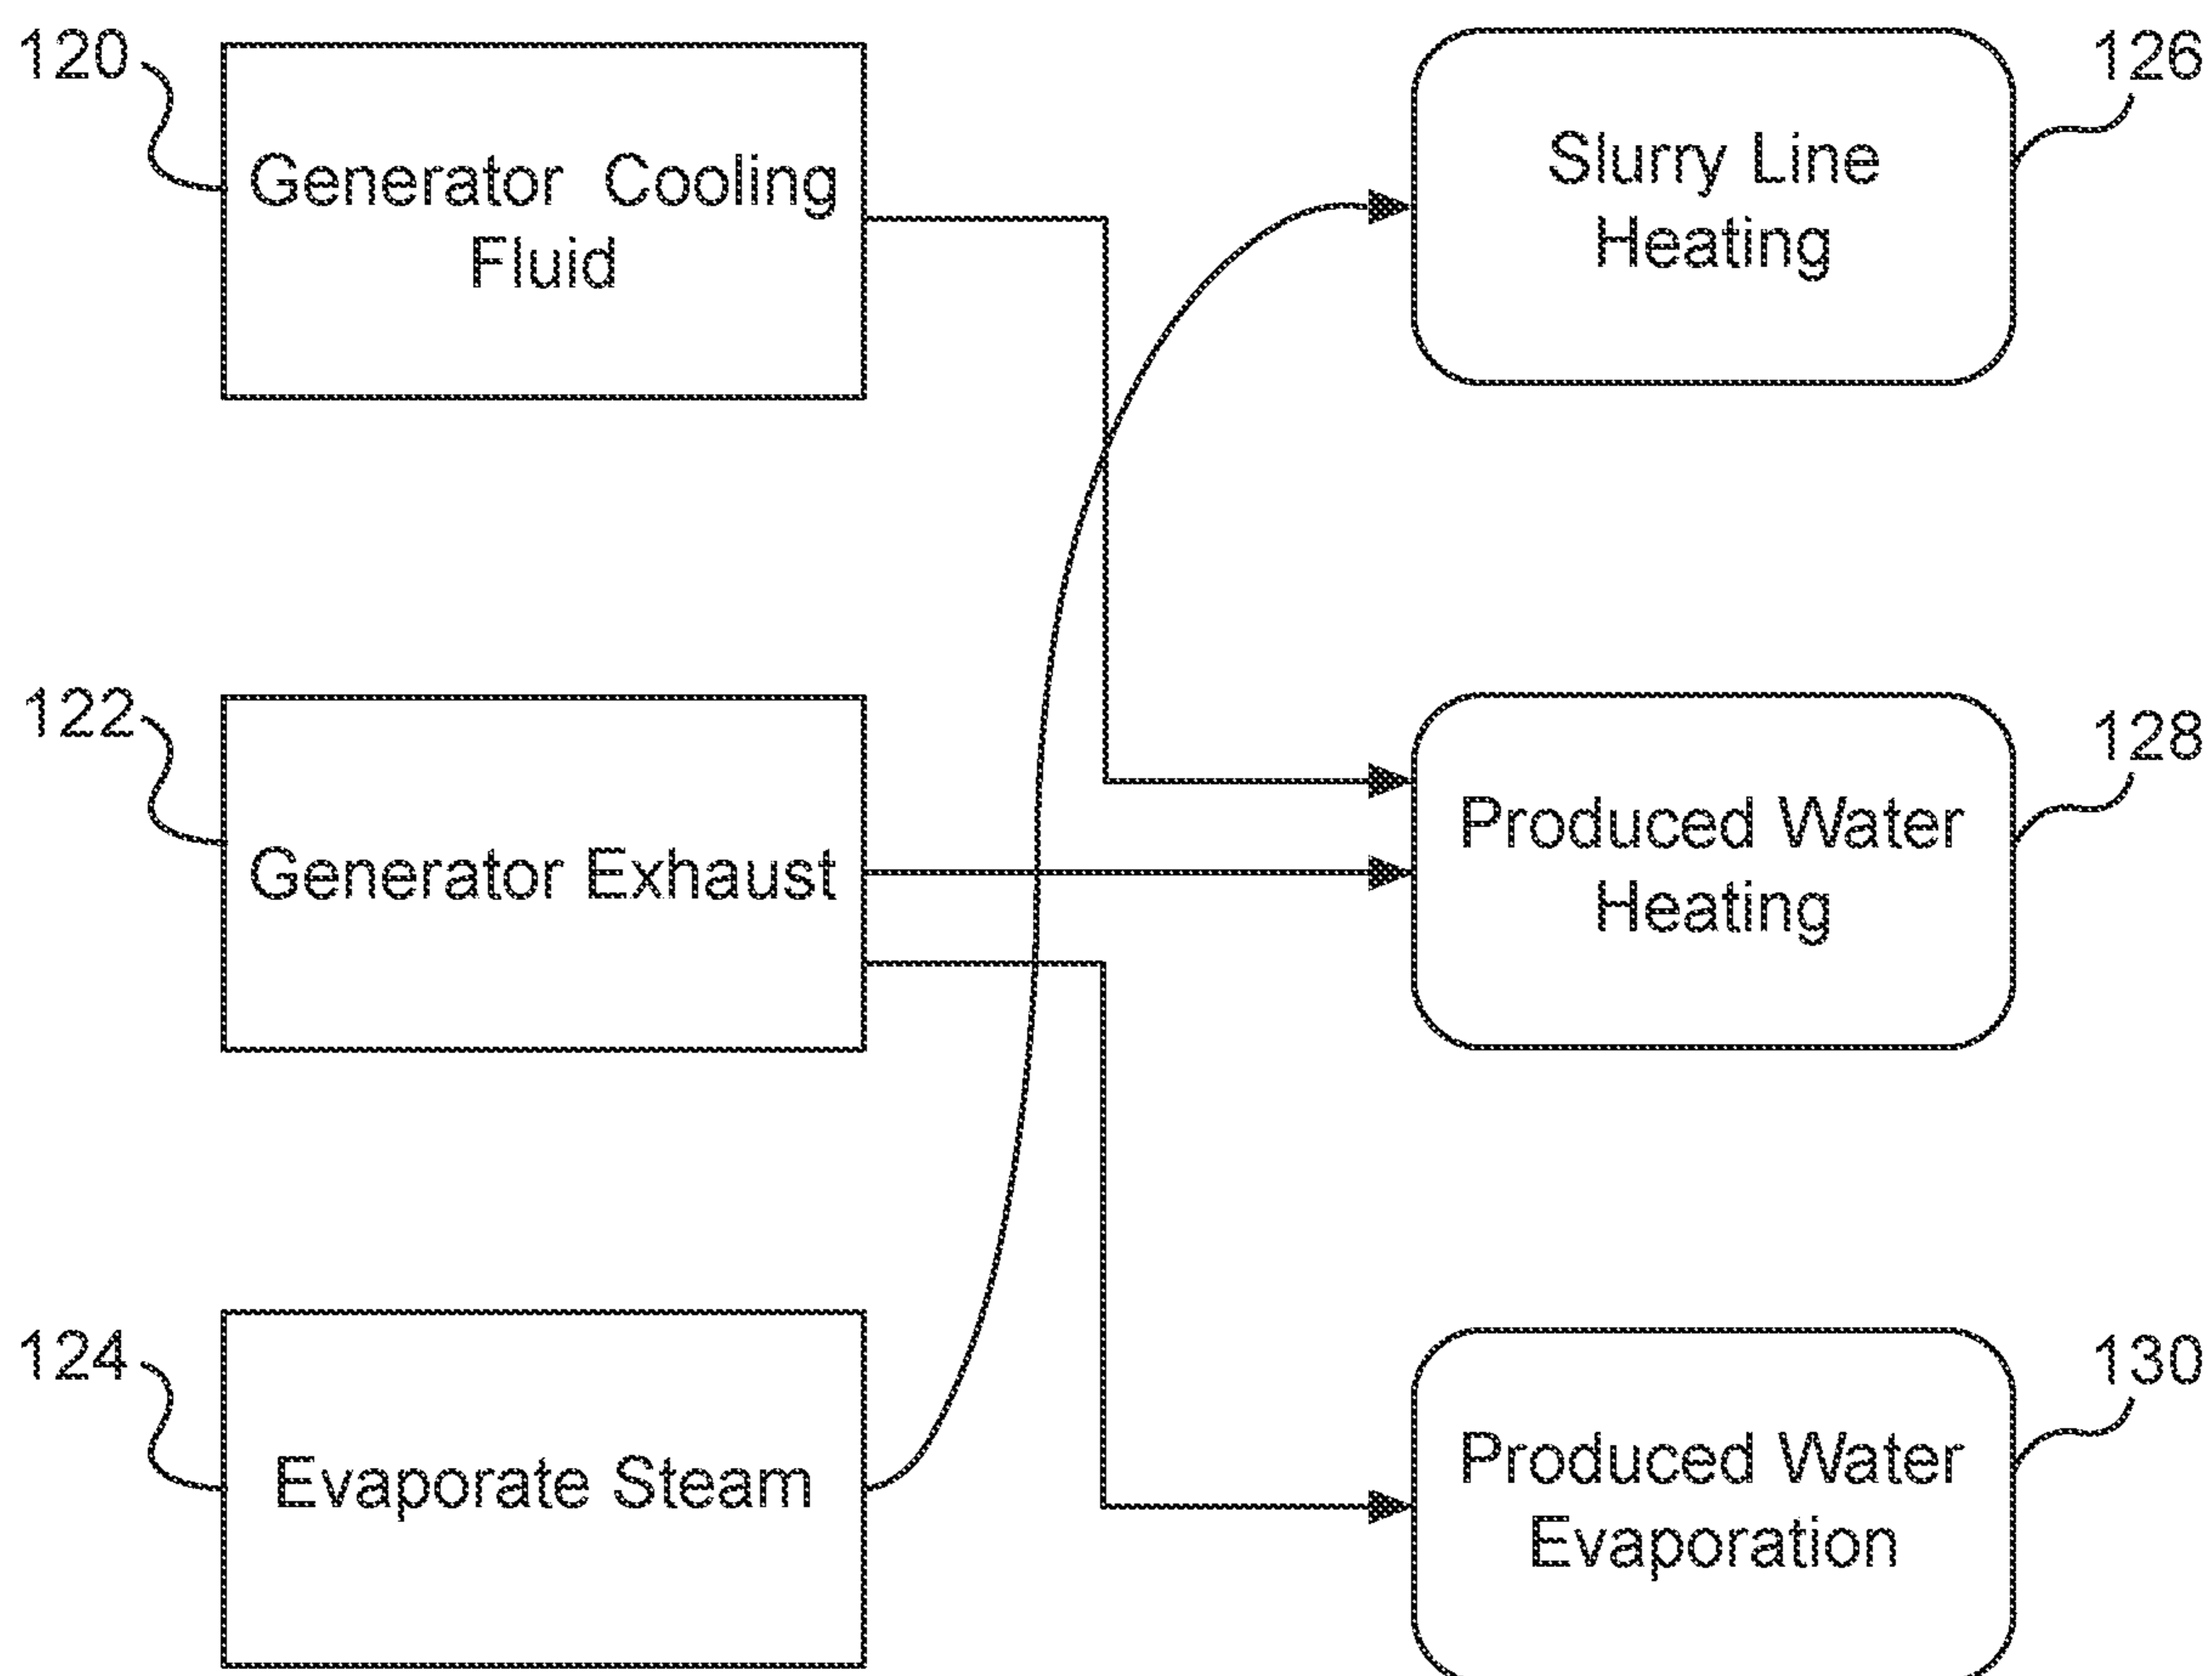 120
Generator Cooling
Fluid
126
Slurry Line
Heating
122
Generator Exhaust
128
Produced Water
Heating
124
Evaporate Steam
130
Produced Water
Evaporation